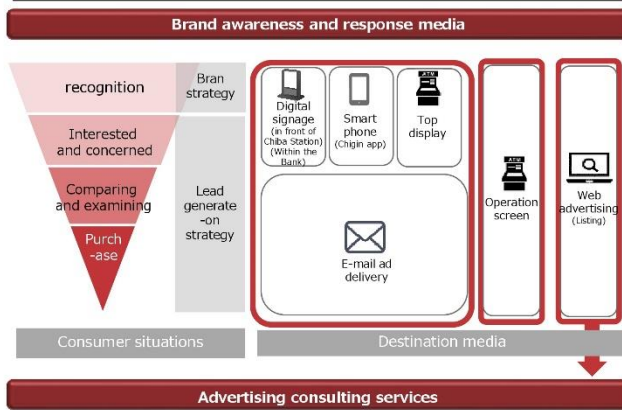 Brand awareness and response media
recognition
Interested
and concerned
Comparing
and examining
Purch
-ase
Bran
strategy
Lead
generate
-on
strategy
Digital
signage
(in front of
Chiba Station)
(Within the
Bank)
Smart
phone
(Chigin app)
ATM
Top
display
E-mail ad
delivery
ATM
Operation
screen
Web
advertising
(Listing)
Consumer situations
Destination media
Advertising consulting services